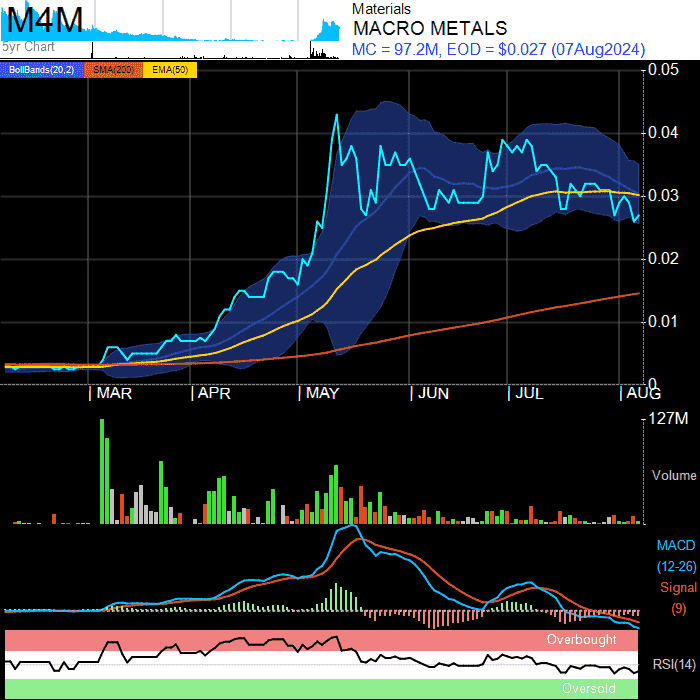 M4M
5yr Chart
Materials
MACRO METALS
MC = 97.2M, EOD = $0.027 (07Aug2024)
BollBands(20,2) SMA(200) EMA(50)
0.05
0.04
0.03
0.02
0.01
0
MAR APR MAY JUN JUL AUG
127M
Volume
MACD
(12-26)
Signal
(9)
Overbought
RSI(14)
Oversold